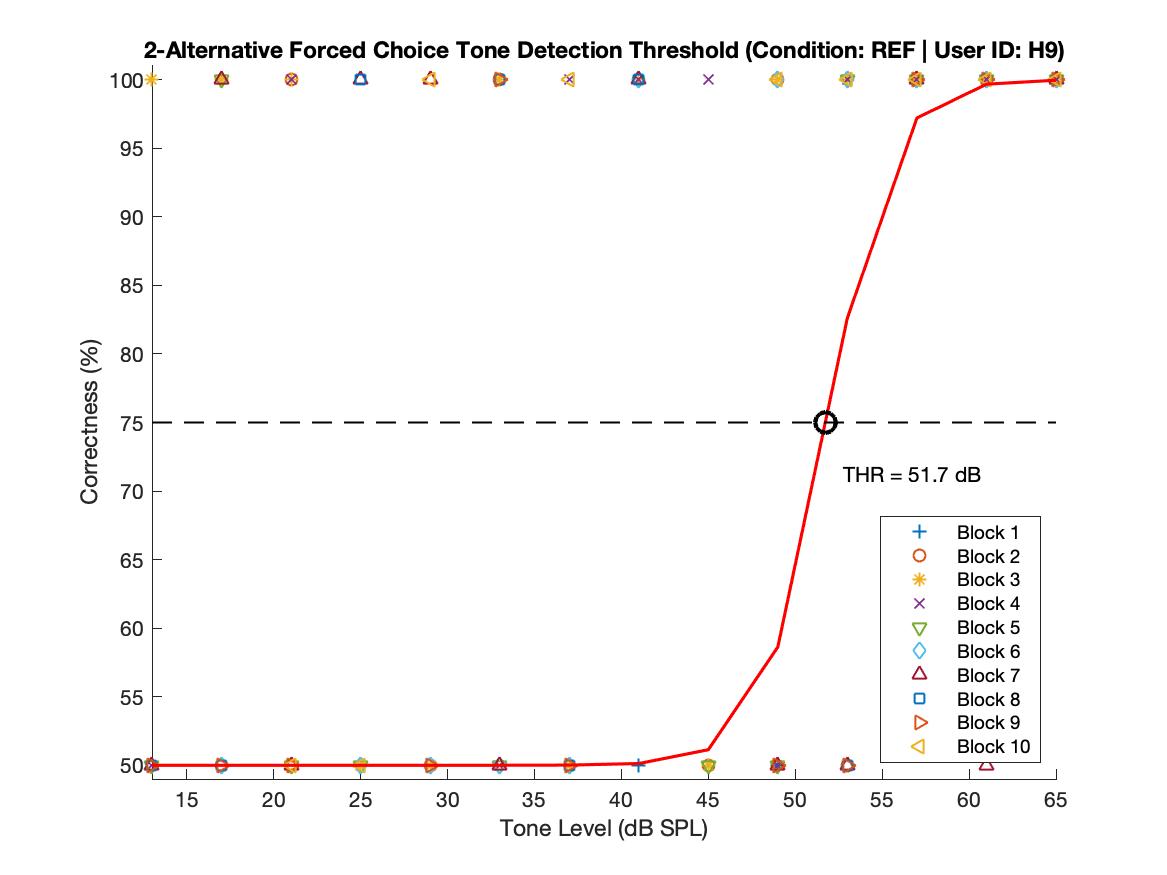 2-Alternative Forced Choice Tone Detection Threshold (Condition: REF | User ID: H9)
100
95
90
85
80
75
70
65
60
55
50
Correctness (%)
THR = 51.7 dB
Block 1
Block 2
Block 3
Block 4
Block 5
Block 6
Block 7
Block 8
Block 9
Block 10
15 20 25 30 35 40 45 50 55 60 65
Tone Level (dB SPL)